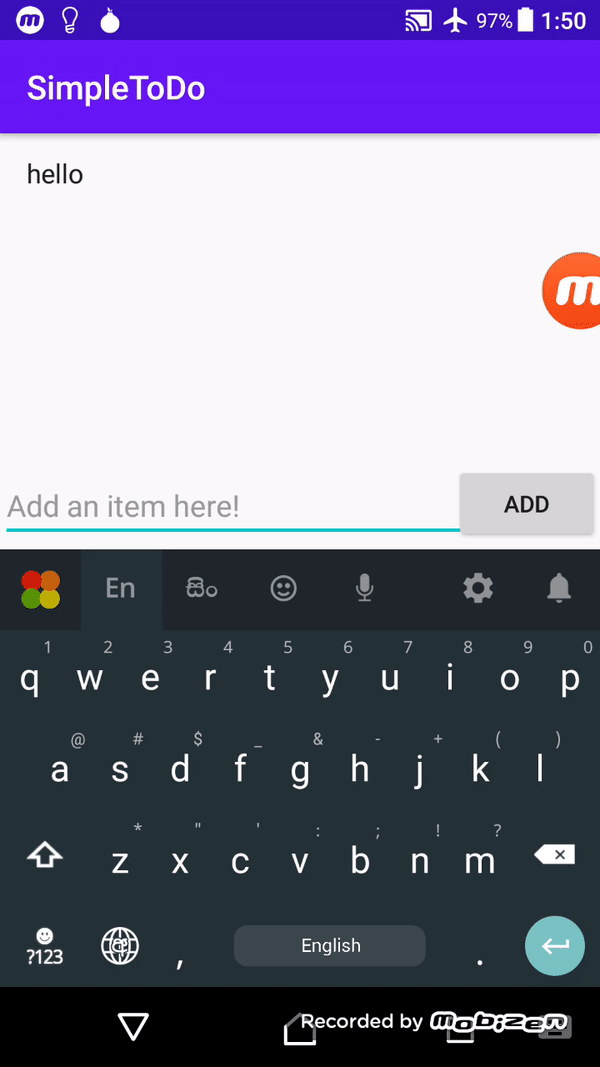 97% 1:50
SimpleToDo
hello
m
Add an item here! ADD
En සිං
1 2 3 4 5 6 7 8 9 0
q w e r t y u i o p
@ # $ _ & - + ( )
a s d f g h j k l
* " ' : ; ! ?
z x c v b n m
?123 , English .
Recorded by mobizen